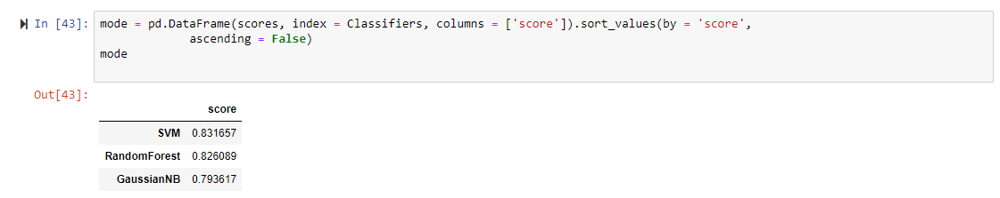 In [43]: mode = pd.DataFrame(scores, index = Classifiers, columns = ['score']).sort_values(by = 'score',
ascending = False)
mode
Out[43]:
score
SVM 0.831657
RandomForest 0.826089
GaussianNB 0.793617